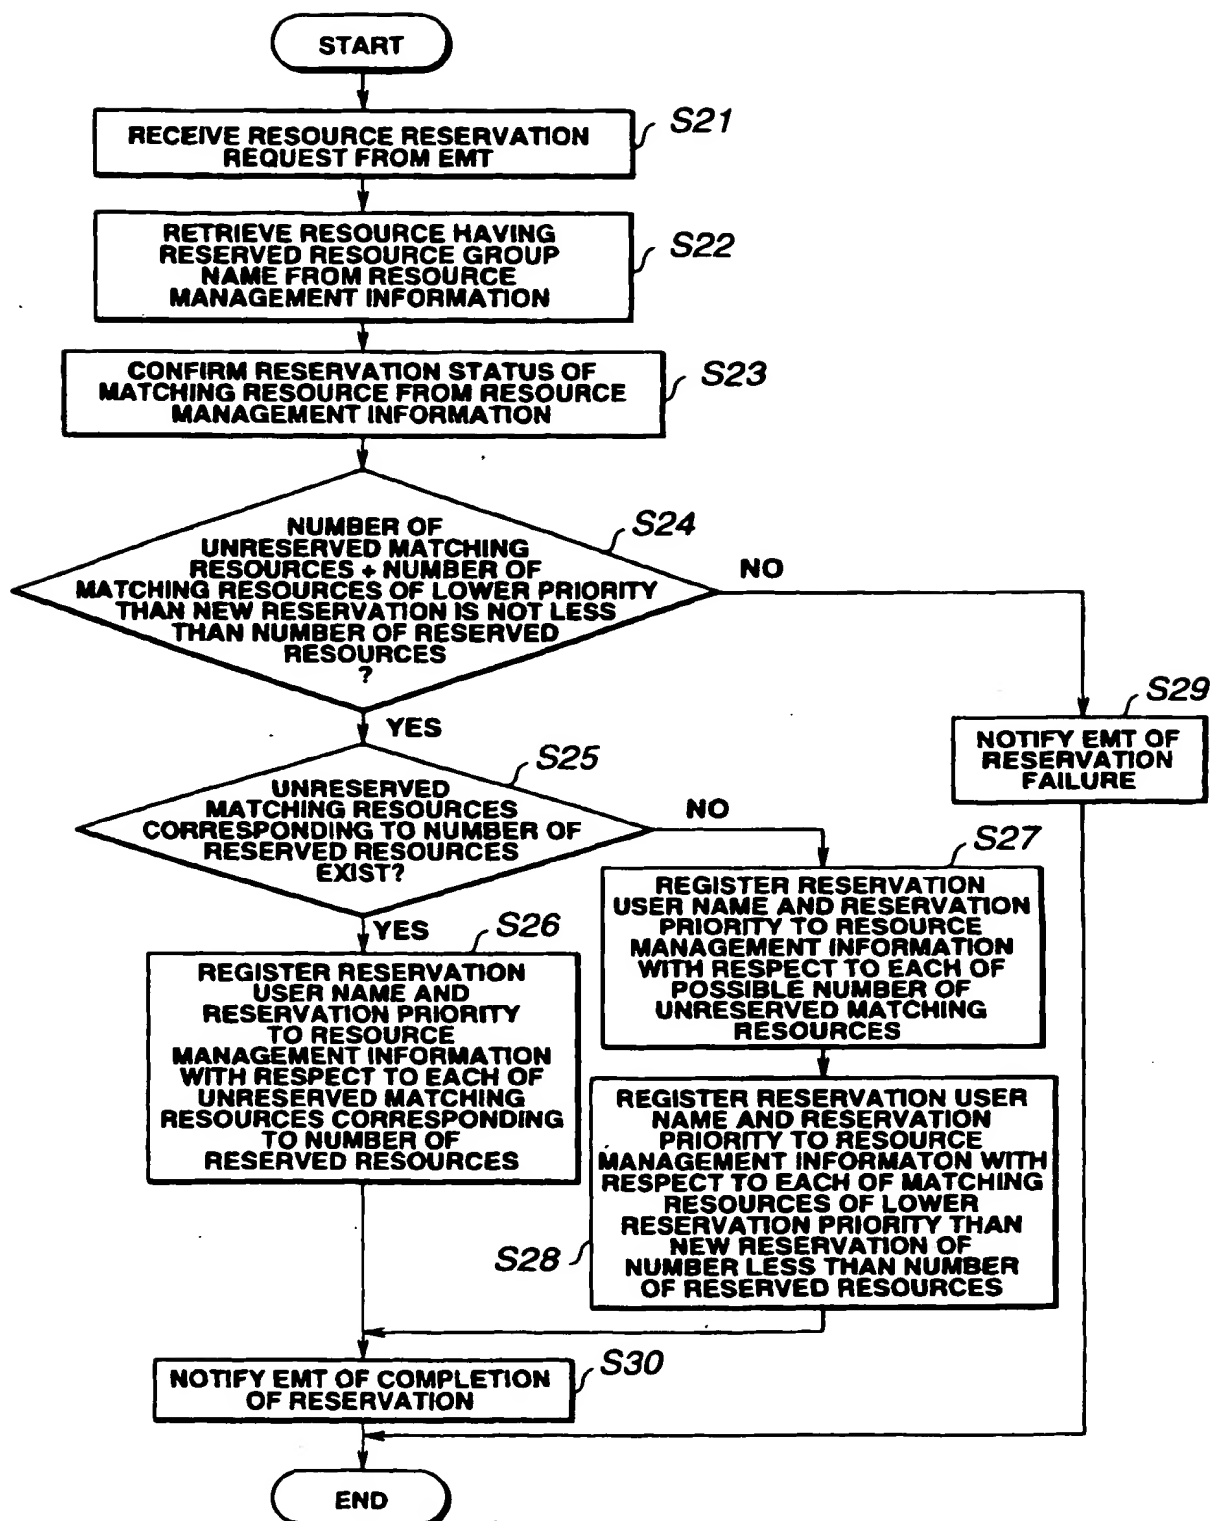 START
S21
RECEIVE RESOURCE RESERVATION
REQUEST FROM EMT
S22
RETRIEVE RESOURCE HAVING
RESERVED RESOURCE GROUP
NAME FROM RESOURCE
MANAGEMENT INFORMATION
S23
CONFIRM RESERVATION STATUS OF
MATCHING RESOURCE FROM RESOURCE
MANAGEMENT INFORMATION
S24
NUMBER OF
UNRESERVED MATCHING
RESOURCES + NUMBER OF
MATCHING RESOURCES OF LOWER PRIORITY
THAN NEW RESERVATION IS NOT LESS
THAN NUMBER OF RESERVED
RESOURCES
?
NO
YES
S29
NOTIFY EMT OF
RESERVATION
FAILURE
S25
UNRESERVED
MATCHING RESOURCES
CORRESPONDING TO NUMBER OF
RESERVED RESOURCES
EXIST?
NO
YES
S26
REGISTER RESERVATION
USER NAME AND
RESERVATION PRIORITY
TO RESOURCE
MANAGEMENT INFORMATION
WITH RESPECT TO EACH OF
UNRESERVED MATCHING
RESOURCES CORRESPONDING
TO NUMBER OF
RESERVED RESOURCES
S27
REGISTER RESERVATION
USER NAME AND RESERVATION
PRIORITY TO RESOURCE
MANAGEMENT INFORMATION
WITH RESPECT TO EACH OF
POSSIBLE NUMBER OF
UNRESERVED MATCHING
RESOURCES
S28
REGISTER RESERVATION USER
NAME AND RESERVATION
PRIORITY TO RESOURCE
MANAGEMENT INFORMATON WITH
RESPECT TO EACH OF MATCHING
RESOURCES OF LOWER
RESERVATION PRIORITY THAN
NEW RESERVATION OF
NUMBER LESS THAN NUMBER
OF RESERVED RESOURCES
S30
NOTIFY EMT OF COMPLETION
OF RESERVATION
END